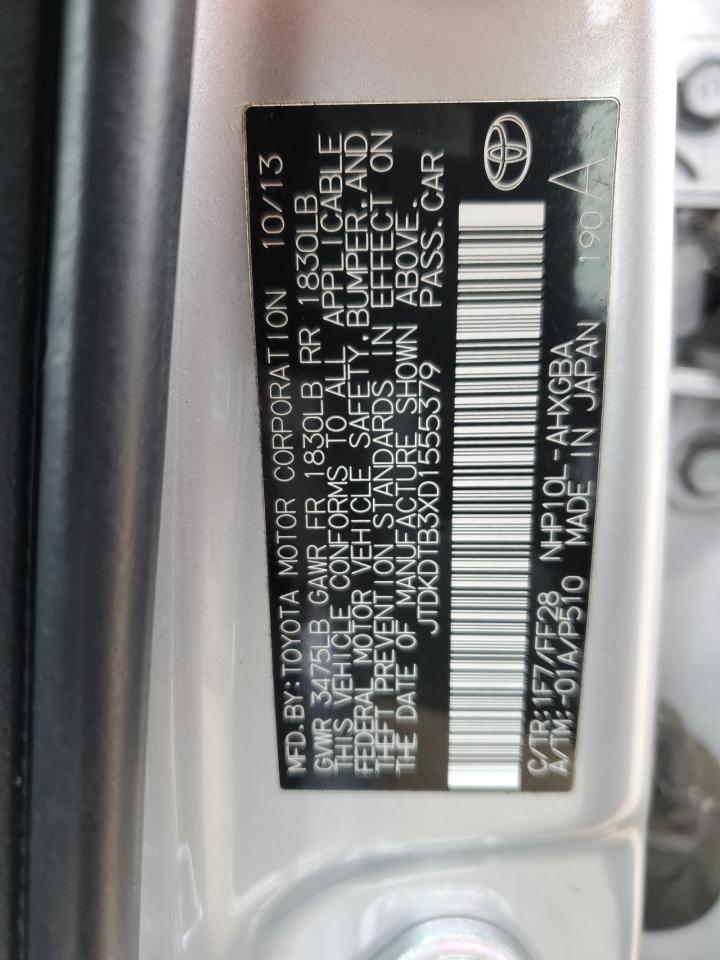 MFD.BY:TOYOTA MOTOR CORPORATION 10/13
GVWR 3475LB GAWR FR 1830LB RR 1830LB
THIS VEHICLE CONFORMS TO ALL APPLICABLE
FEDERAL MOTOR VEHICLE SAFETY,BUMPER,AND
THEFT PREVENTION STANDARDS IN EFFECT ON
THE DATE OF MANUFACTURE SHOWN ABOVE.
JTDKDTB3XD1555379 PASS.CAR
C/TR:1F7/FF28 NHP10L-AHXGBA
A/TM:-01A/P510 MADE IN JAPAN
190 A